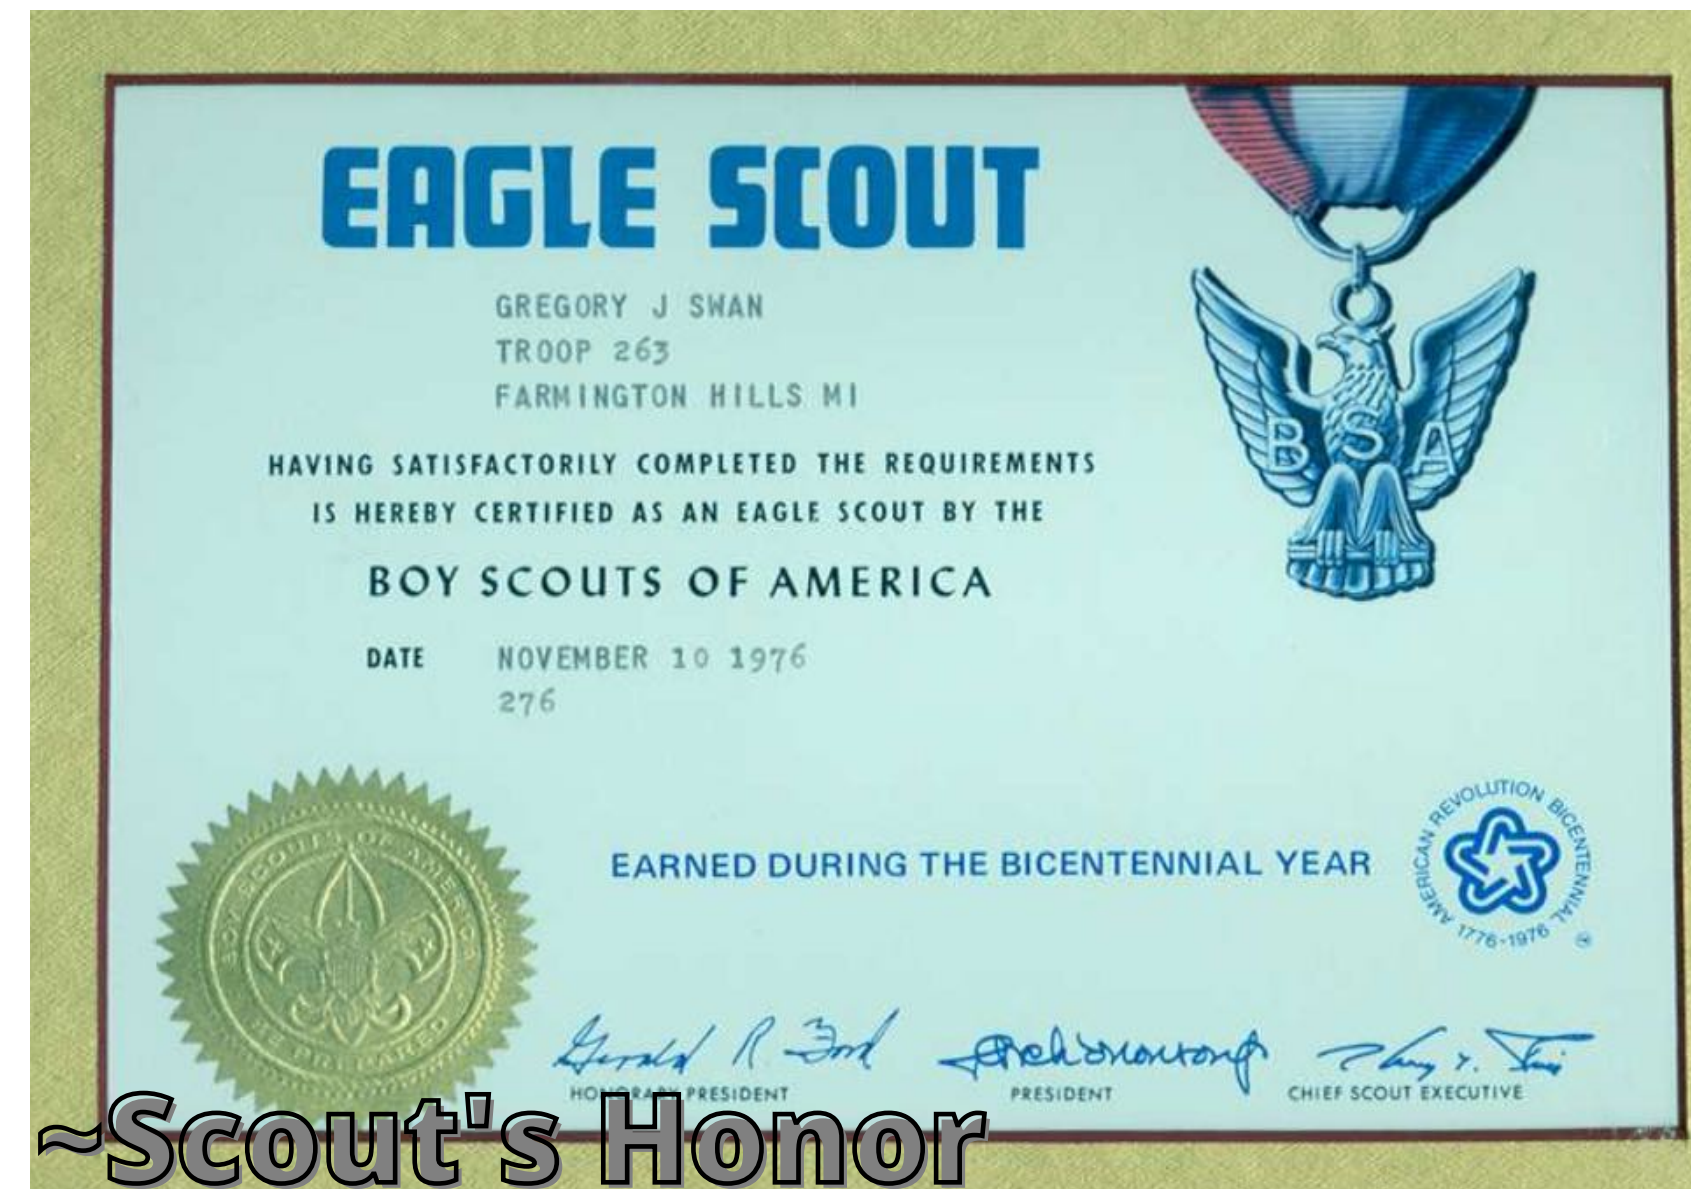 EAGLE SCOUT
GREGORY J SWAN
TROOP 263
FARMINGTON HILLS MI
HAVING SATISFACTORILY COMPLETED THE REQUIREMENTS
IS HEREBY CERTIFIED AS AN EAGLE SCOUT BY THE
BOY SCOUTS OF AMERICA
DATE NOVEMBER 10 1976
276
B S A
BOY SCOUTS OF AMERICA
BE PREPARED
EARNED DURING THE BICENTENNIAL YEAR
AMERICAN REVOLUTION BICENTENNIAL
1776-1976 ®
Gerald R. Ford
HONORARY PRESIDENT
PRESIDENT
CHIEF SCOUT EXECUTIVE
~Scout's Honor